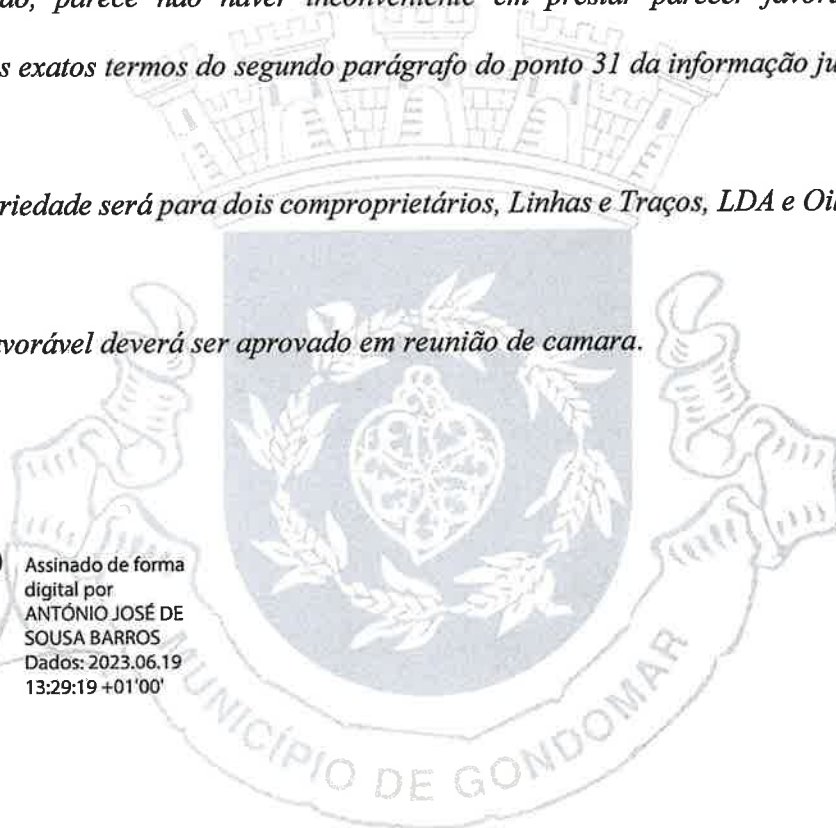 parece não haver inconveniente em prestar parecer
s exatos termos do segundo parágrafo do ponto 31 da informação ju
riedade será para dois comproprietários, Linhas e Traços, LDA e Oi
vorável deverá ser aprovado em reunião de camara.
Assinado de forma
digital por
ANTÓNIO JOSÉ DE
SOUSA BARROS
Dados: 2023.06.19
13:29:19 +01'00'
MUNICÍPIO DE GONDOMAR